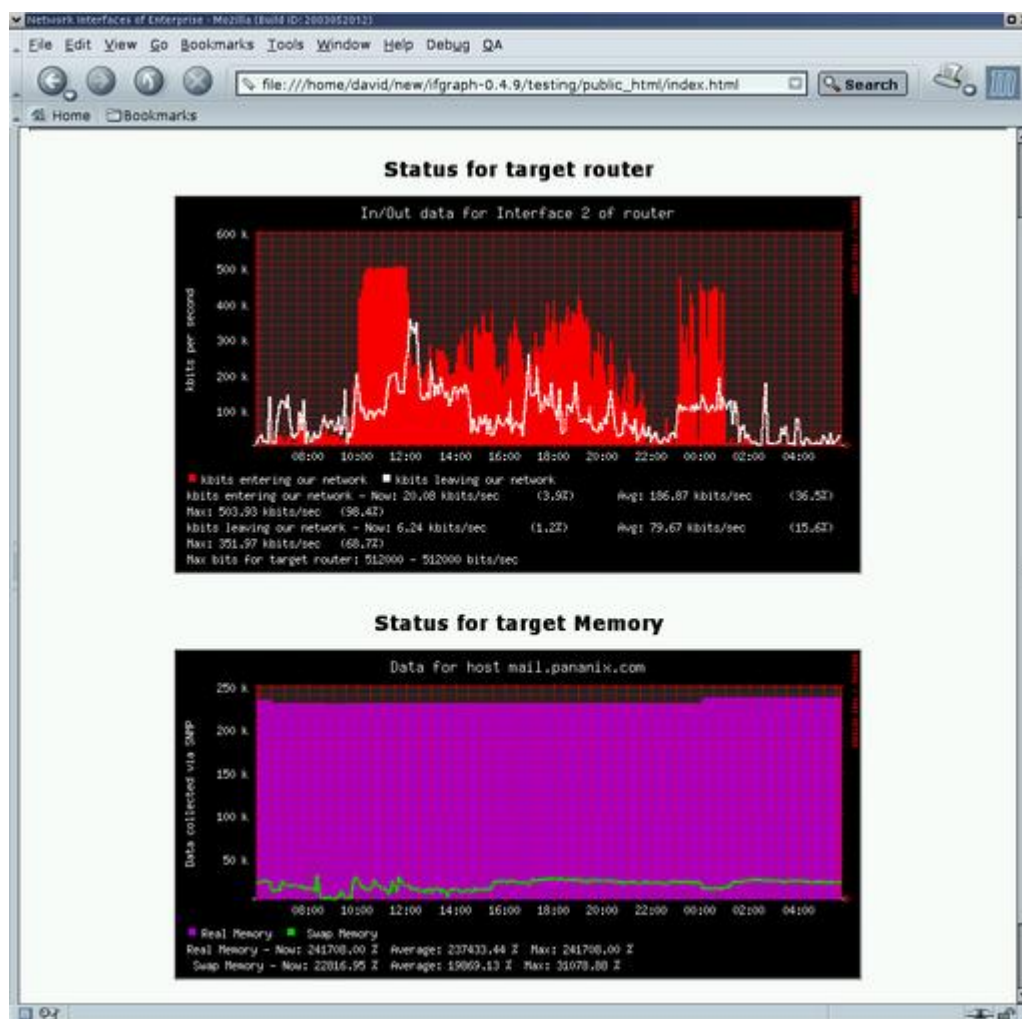 Network Interfaces of Enterprise - Mozilla {Build ID: 2003052012}
File Edit View Go Bookmarks Tools Window Help Debug QA
file:///home/david/new/ifgraph-0.4.9/testing/public_html/index.html
Search
Home Bookmarks
Status for target router
In/Out data for Interface 2 of router
kbits per second
600 k
500 k
400 k
300 k
200 k
100 k
08:00 10:00 12:00 14:00 16:00 18:00 20:00 22:00 00:00 02:00 04:00
kbits entering our network kbits leaving our network
kbits entering our network - Now: 20.08 kbits/sec (3.9%) Avg: 186.87 kbits/sec (36.5%)
Max: 503.93 kbits/sec (98.4%)
kbits leaving our network - Now: 6.24 kbits/sec (1.2%) Avg: 79.67 kbits/sec (15.6%)
Max: 351.97 kbits/sec (68.7%)
Max bits for target router: 512000 - 512000 bits/sec
Status for target Memory
Data for host mail.pananix.com
Data collected via SNMP
250 k
200 k
150 k
100 k
50 k
08:00 10:00 12:00 14:00 16:00 18:00 20:00 22:00 00:00 02:00 04:00
Real Memory Swap Memory
Real Memory - Now: 241708.00 % Average: 237433.44 % Max: 241708.00 %
Swap Memory - Now: 22816.95 % Average: 19869.13 % Max: 31078.88 %